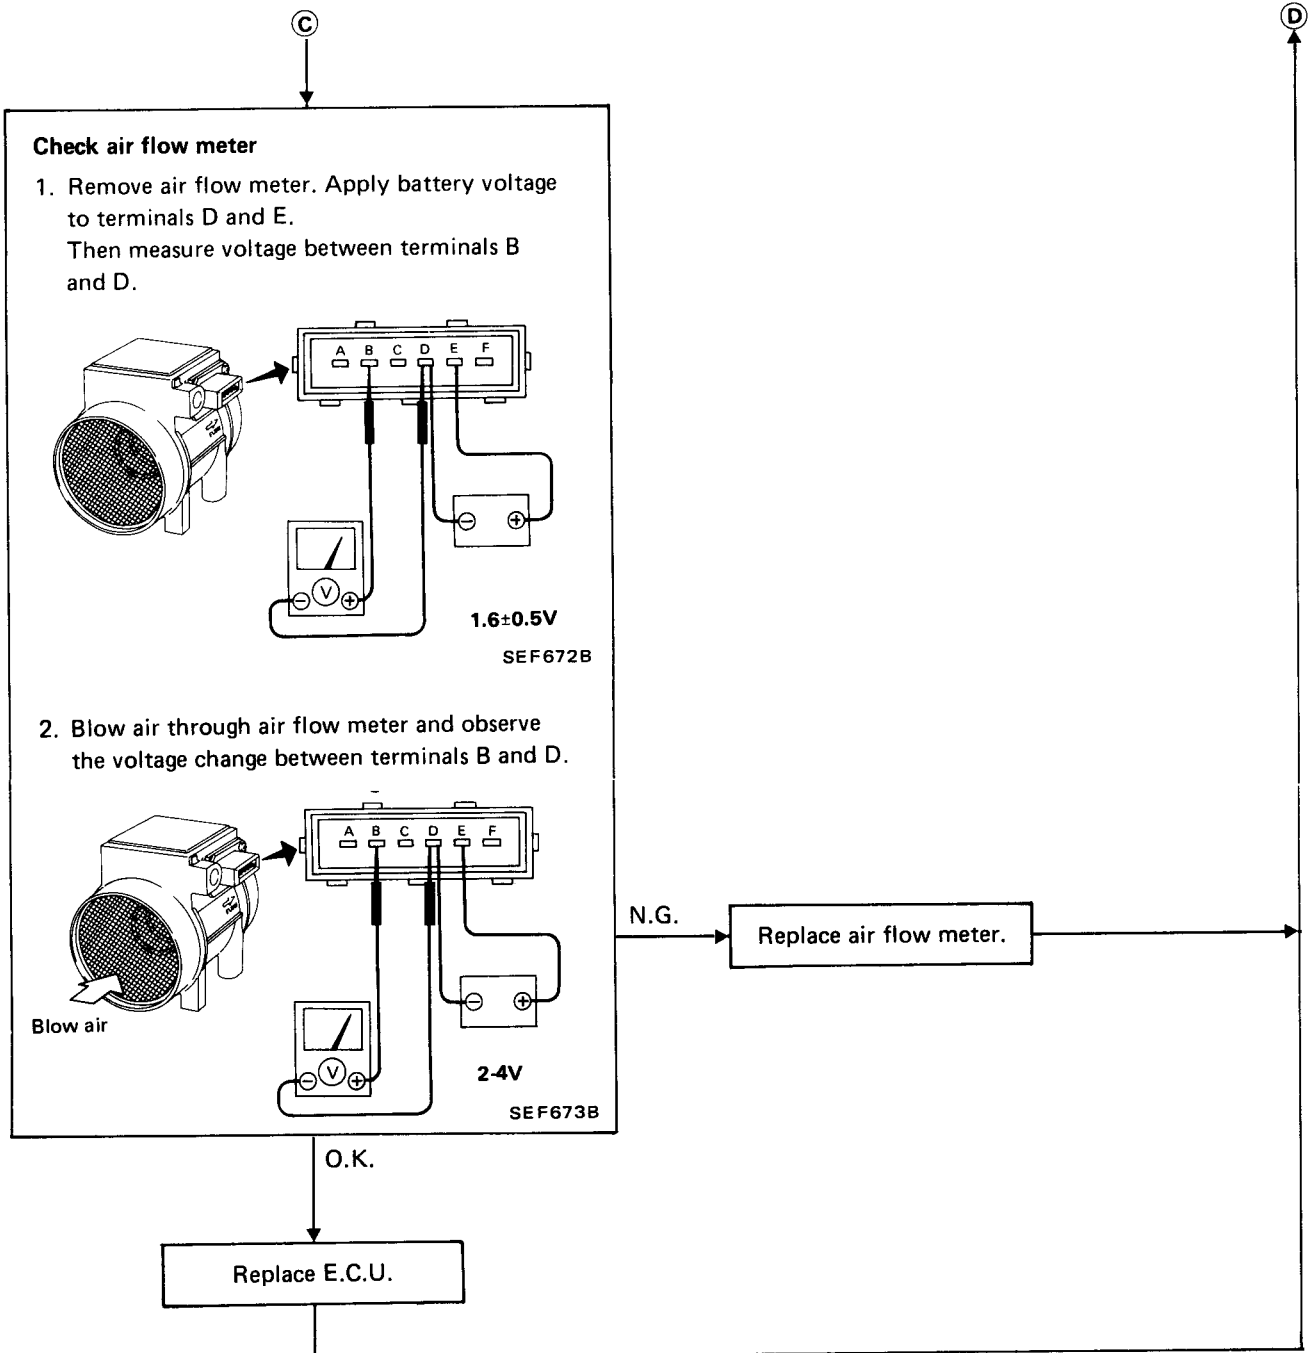 C
D
Check air flow meter
1. Remove air flow meter. Apply battery voltage
to terminals D and E.
Then measure voltage between terminals B
and D.
A B C D E F
V
- +
- +
1.6±0.5V
SEF672B
2. Blow air through air flow meter and observe
the voltage change between terminals B and D.
A B C D E F
Blow air
V
- +
- +
2-4V
SEF673B
N.G.
Replace air flow meter.
O.K.
Replace E.C.U.